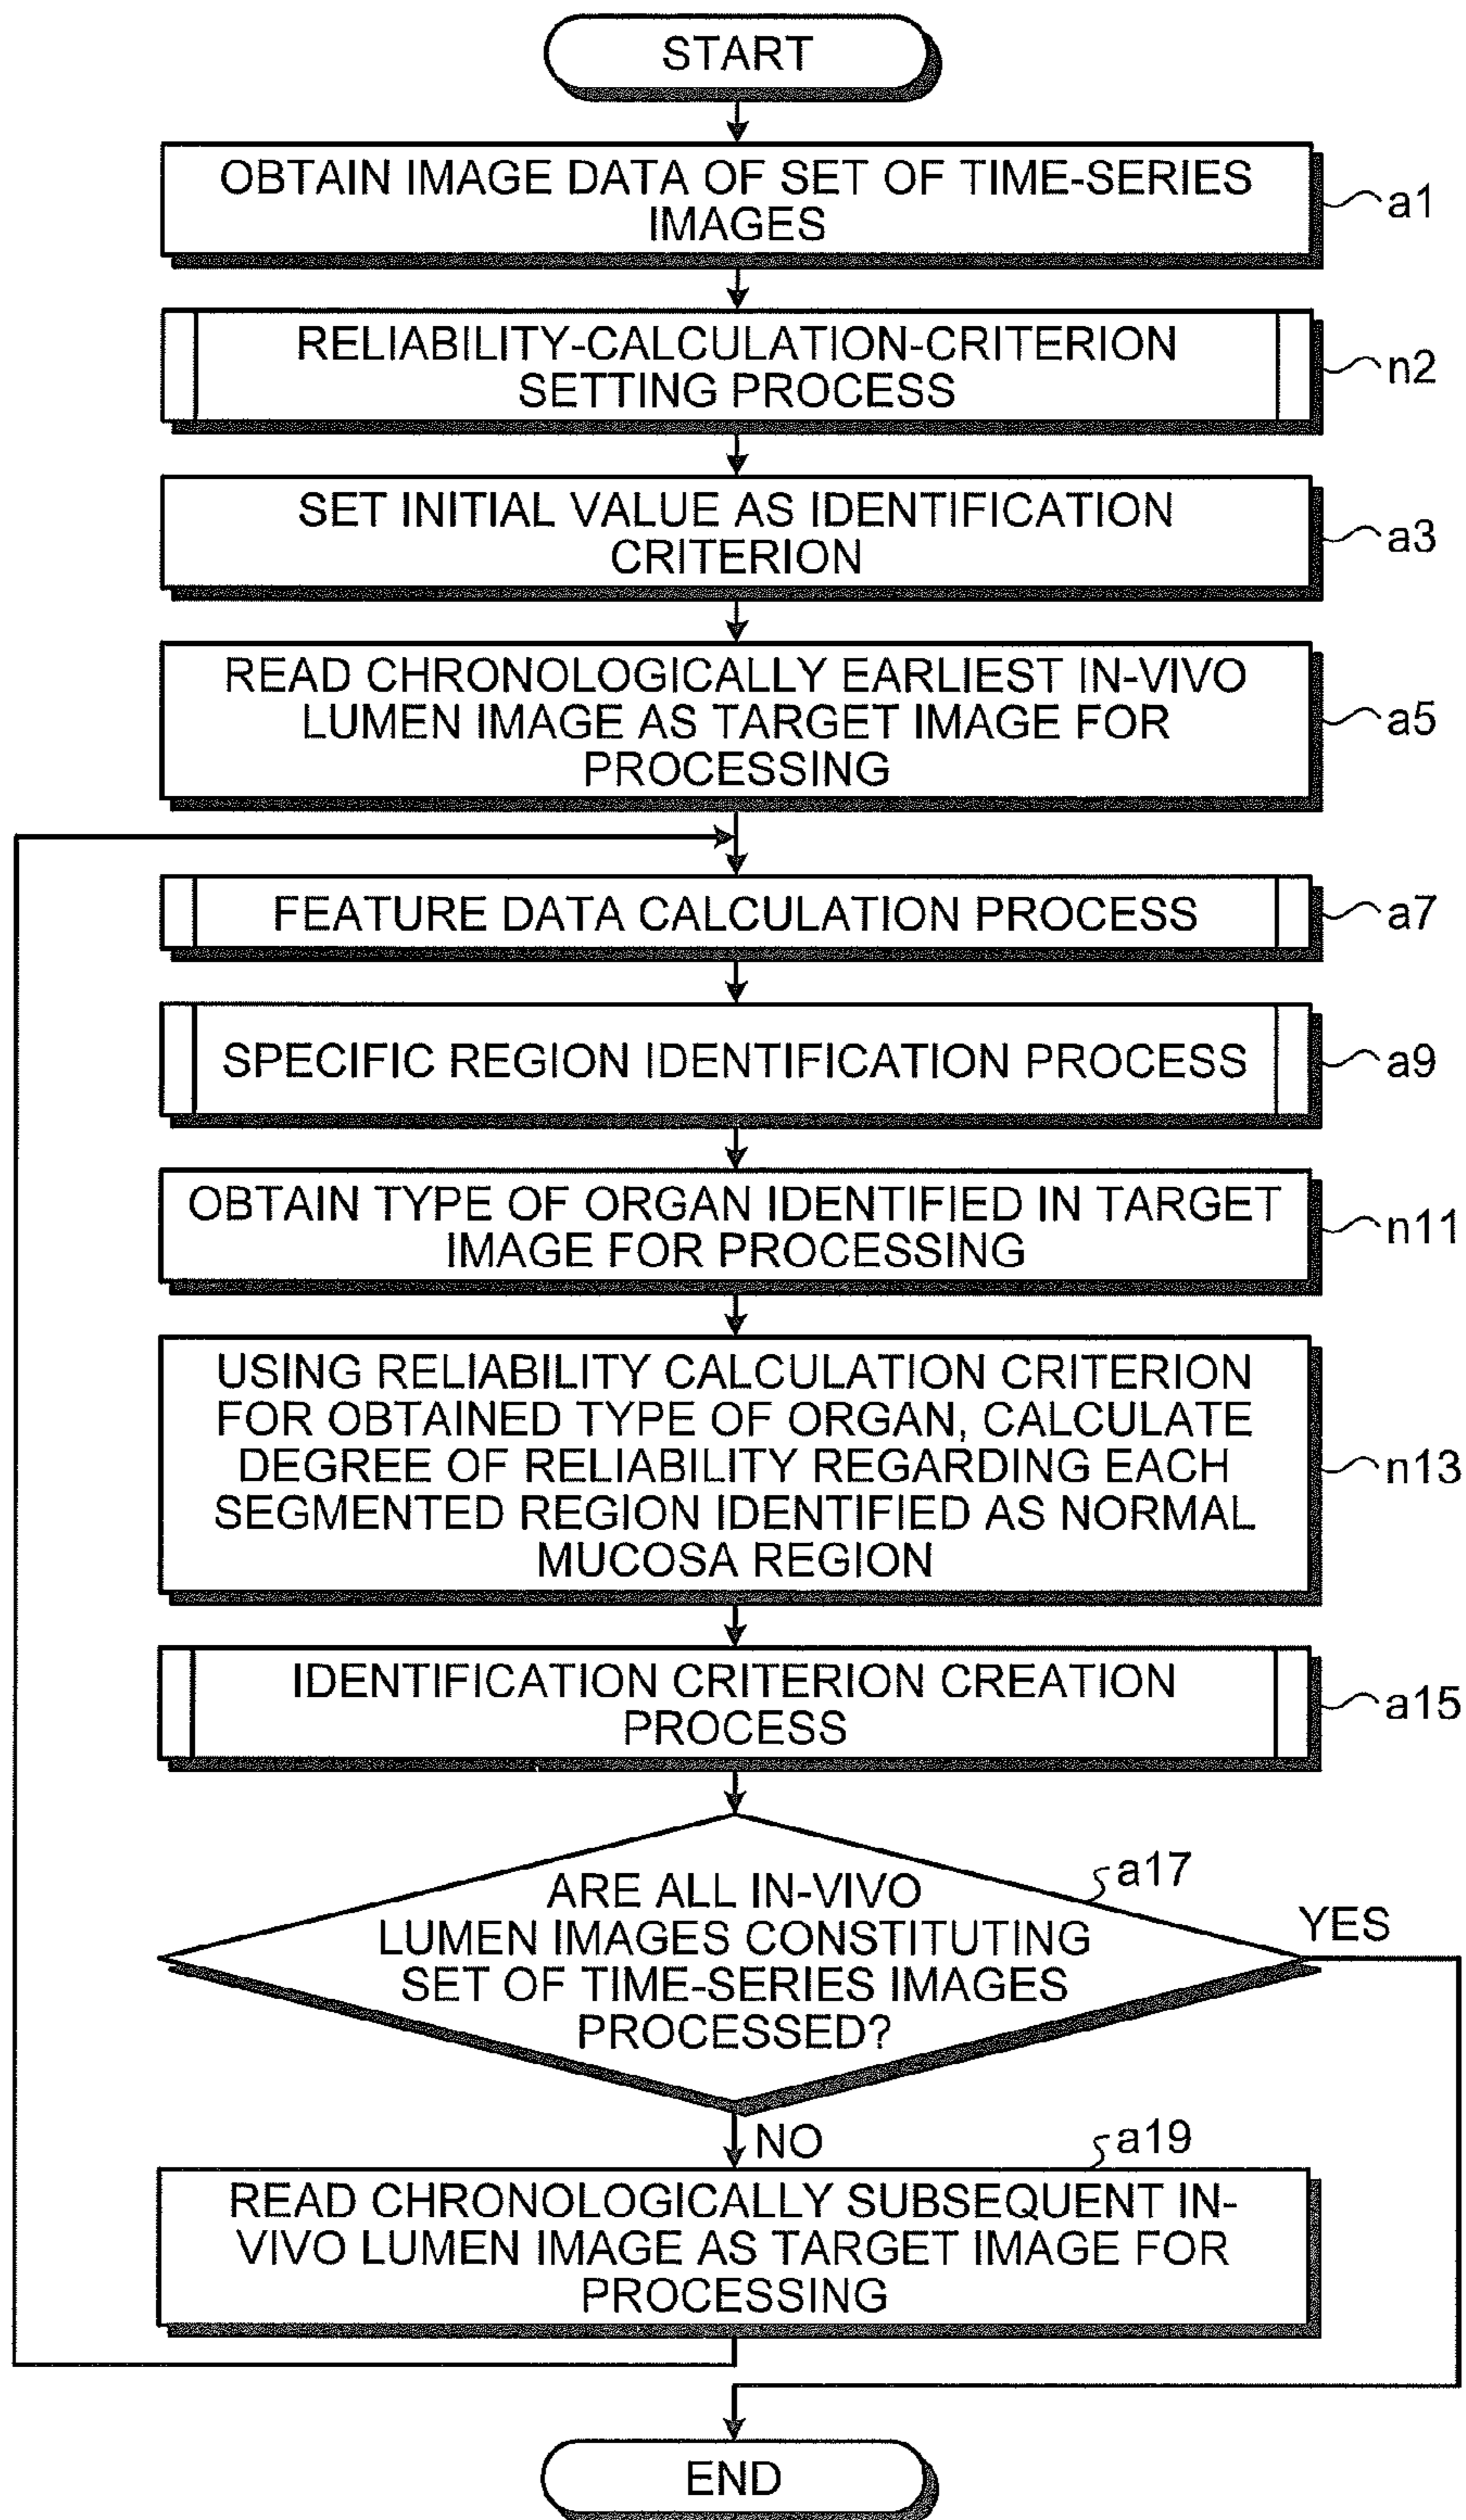 START
OBTAIN IMAGE DATA OF SET OF TIME-SERIES
IMAGES
a1
RELIABILITY-CALCULATION-CRITERION
SETTING PROCESS
n2
SET INITIAL VALUE AS IDENTIFICATION
CRITERION
a3
READ CHRONOLOGICALLY EARLIEST IN-VIVO
LUMEN IMAGE AS TARGET IMAGE FOR
PROCESSING
a5
FEATURE DATA CALCULATION PROCESS
a7
SPECIFIC REGION IDENTIFICATION PROCESS
a9
OBTAIN TYPE OF ORGAN IDENTIFIED IN TARGET
IMAGE FOR PROCESSING
n11
USING RELIABILITY CALCULATION CRITERION
FOR OBTAINED TYPE OF ORGAN, CALCULATE
DEGREE OF RELIABILITY REGARDING EACH
SEGMENTED REGION IDENTIFIED AS NORMAL
MUCOSA REGION
n13
IDENTIFICATION CRITERION CREATION
PROCESS
a15
ARE ALL IN-VIVO
LUMEN IMAGES CONSTITUTING
SET OF TIME-SERIES IMAGES
PROCESSED?
a17
YES
NO
a19
READ CHRONOLOGICALLY SUBSEQUENT IN-
VIVO LUMEN IMAGE AS TARGET IMAGE FOR
PROCESSING
END